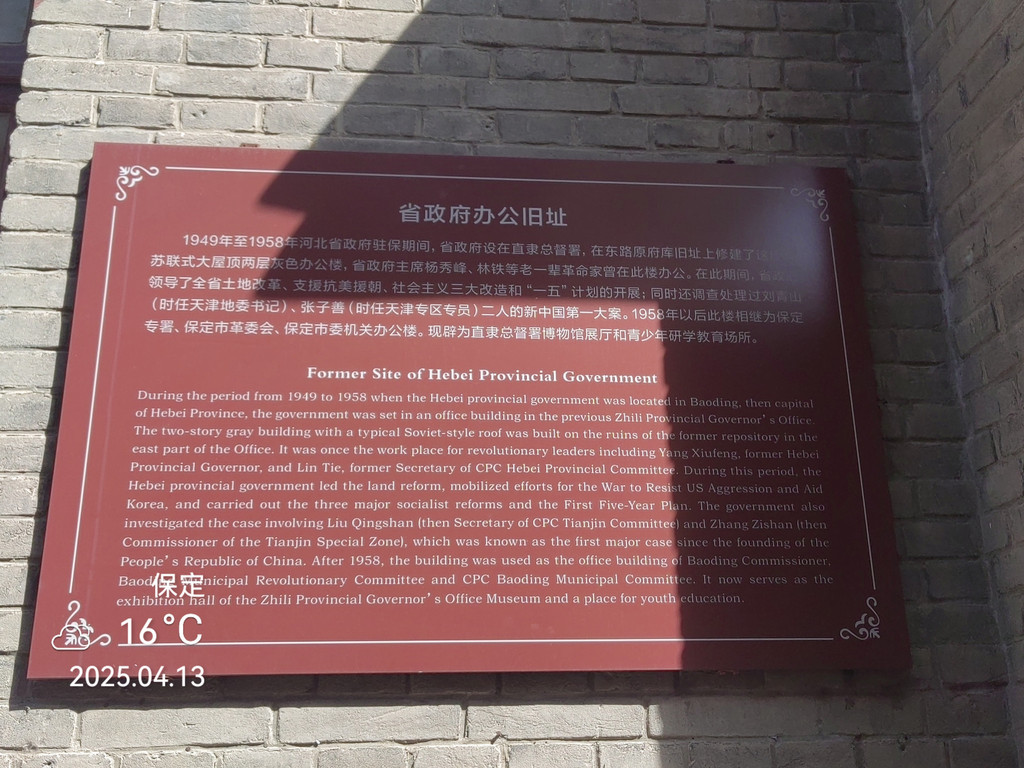 省政府办公旧址
1949年至1958年河北省政府驻保期间，省政府设在直隶总督署，在东路原府库旧址上修建了
苏联式大屋顶两层灰色办公楼，省政府主席杨秀峰、林铁等老一辈革命家曾在此楼办公。在此期间，省
领导了全省土地改革、支援抗美援朝、社会主义三大改造和“一五”计划的开展；同时还调查处理过刘青山
（时任天津地委书记）、张子善（时任天津专区专员）二人的新中国第一大案。1958年以后此楼相继为保定
专署、保定市革委会、保定市委机关办公楼。现辟为直隶总督署博物馆展厅和青少年研学教育场所。
Former Site of Hebei Provincial Government
During the period from 1949 to 1958 when the Hebei provincial government was located in Baoding, then capital
of Hebei Province, the government was set in an office building in the previous Zhili Provincial Governor's Office.
The two-story gray building with a typical Soviet-style roof was built on the ruins of the former repository in the
east part of the Office. It was once the work place for revolutionary leaders including Yang Xiufeng, former Hebei
Provincial Governor, and Lin Tie, former Secretary of CPC Hebei Provincial Committee. During this period, the
Hebei provincial government led the land reform, mobilized efforts for the War to Resist US Aggression and Aid
Korea, and carried out the three major socialist reforms and the First Five-Year Plan. The government also
investigated the case involving Liu Qingshan (then Secretary of CPC Tianjin Committee) and Zhang Zishan (then
Commissioner of the Tianjin Special Zone), which was known as the first major case since the founding of the
People's Republic of China. After 1958, the building was used as the office building of Baoding Commissioner,
Municipal Revolutionary Committee and CPC Baoding Municipal Committee. It now serves as the
exhibition hall of the Zhili Provincial Governor's Office Museum and a place for youth education.
保定
16°C
2025.04.13